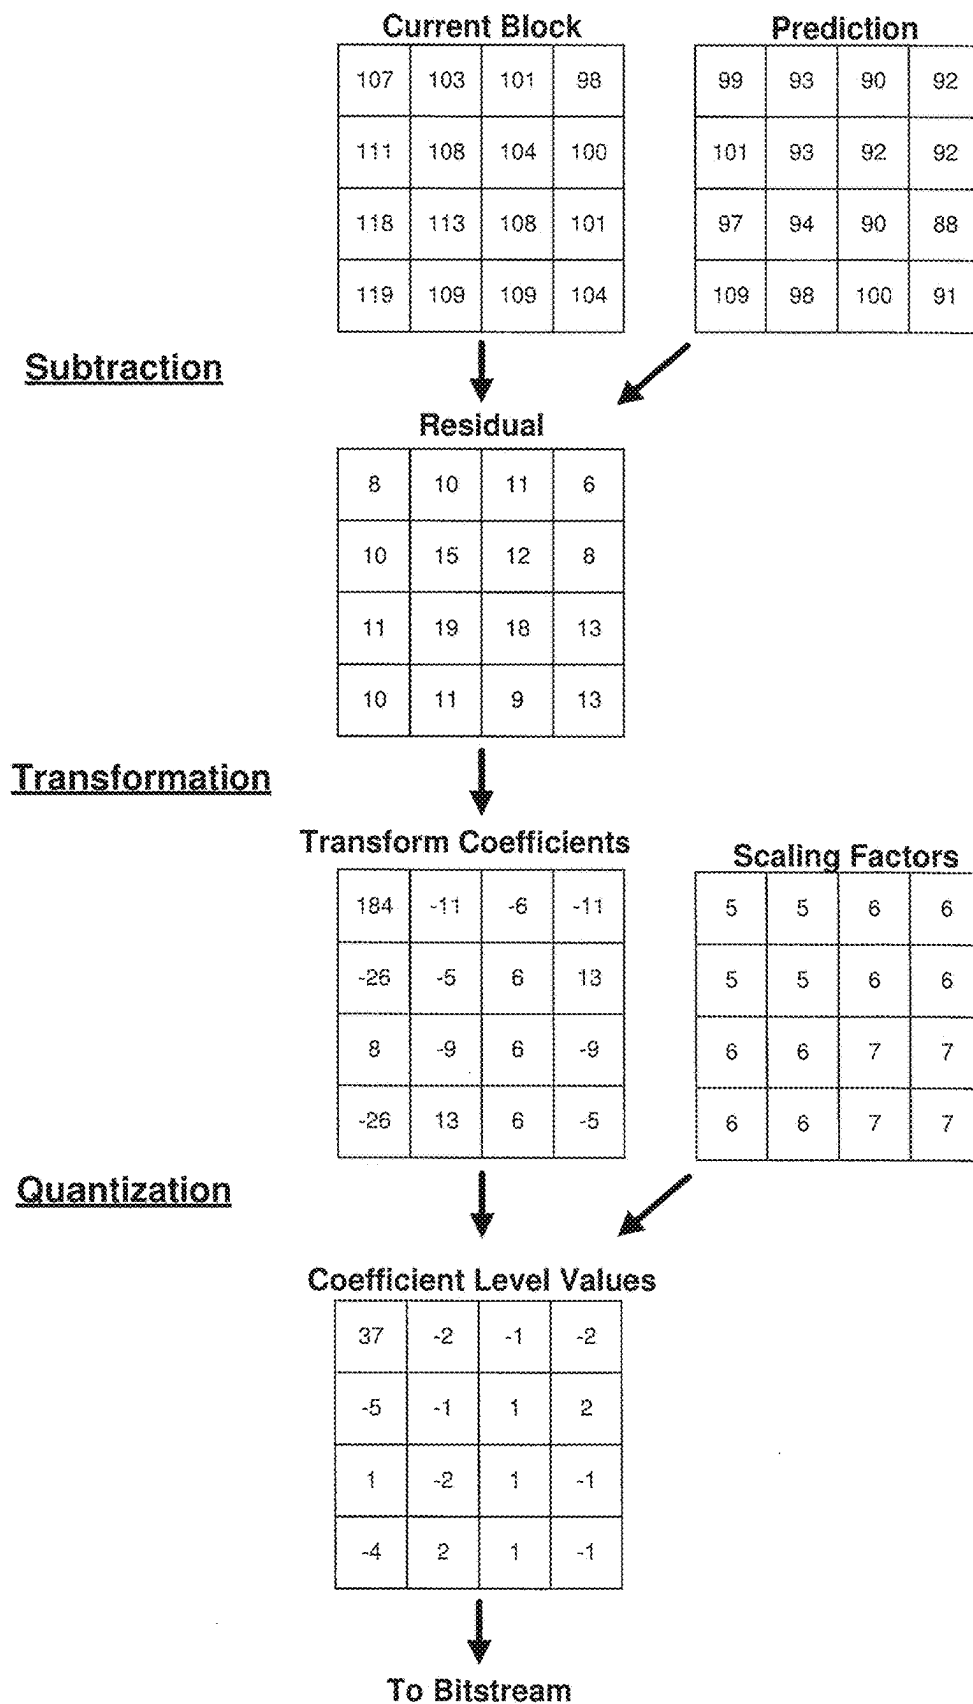 Current Block Prediction
107 103 101 98 99 93 90 92
111 108 104 100 101 93 92 92
118 113 108 101 97 94 90 88
119 109 109 104 109 98 100 91
Subtraction
Residual
8 10 11 6
10 15 12 8
11 19 18 13
10 11 9 13
Transformation
Transform Coefficients Scaling Factors
184 -11 -6 -11 5 5 6 6
-26 -5 6 13 5 5 6 6
8 -9 6 -9 6 6 7 7
-26 13 6 -5 6 6 7 7
Quantization
Coefficient Level Values
37 -2 -1 -2
-5 -1 1 2
1 -2 1 -1
-4 2 1 -1
To Bitstream